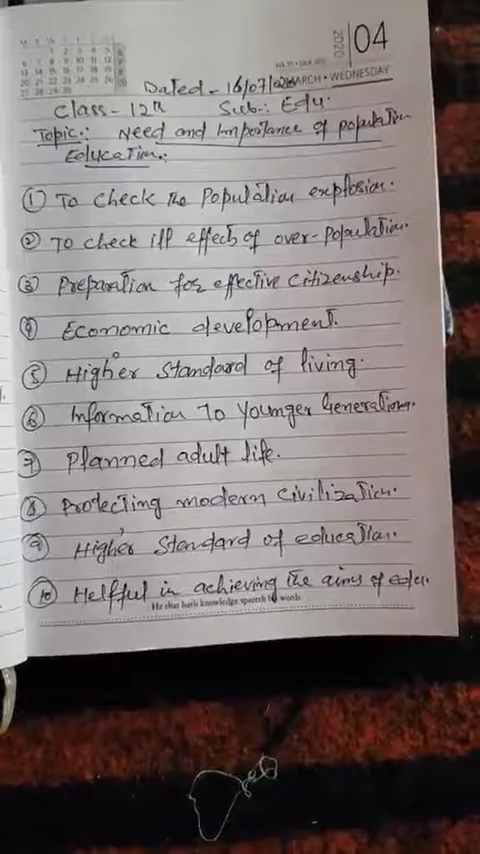 2020 04
MARCH • WEDNESDAY
Dated - 16/07/
Class - 12th Sub.: Edu.
Topic.: Need and Importance of population
Education.:
① To check the Population explosion.
② To check ill effects of over-Population.
③ Preparation for effective citizenship.
④ Economic development.
⑤ Higher Standard of living.
⑥ Information To younger Generations.
⑦ Planned adult life.
⑧ Protecting modern civilization.
⑨ Higher Standard of education.
⑩ Helpful in achieving the aims of edu.
He that hath knowledge spareth his words